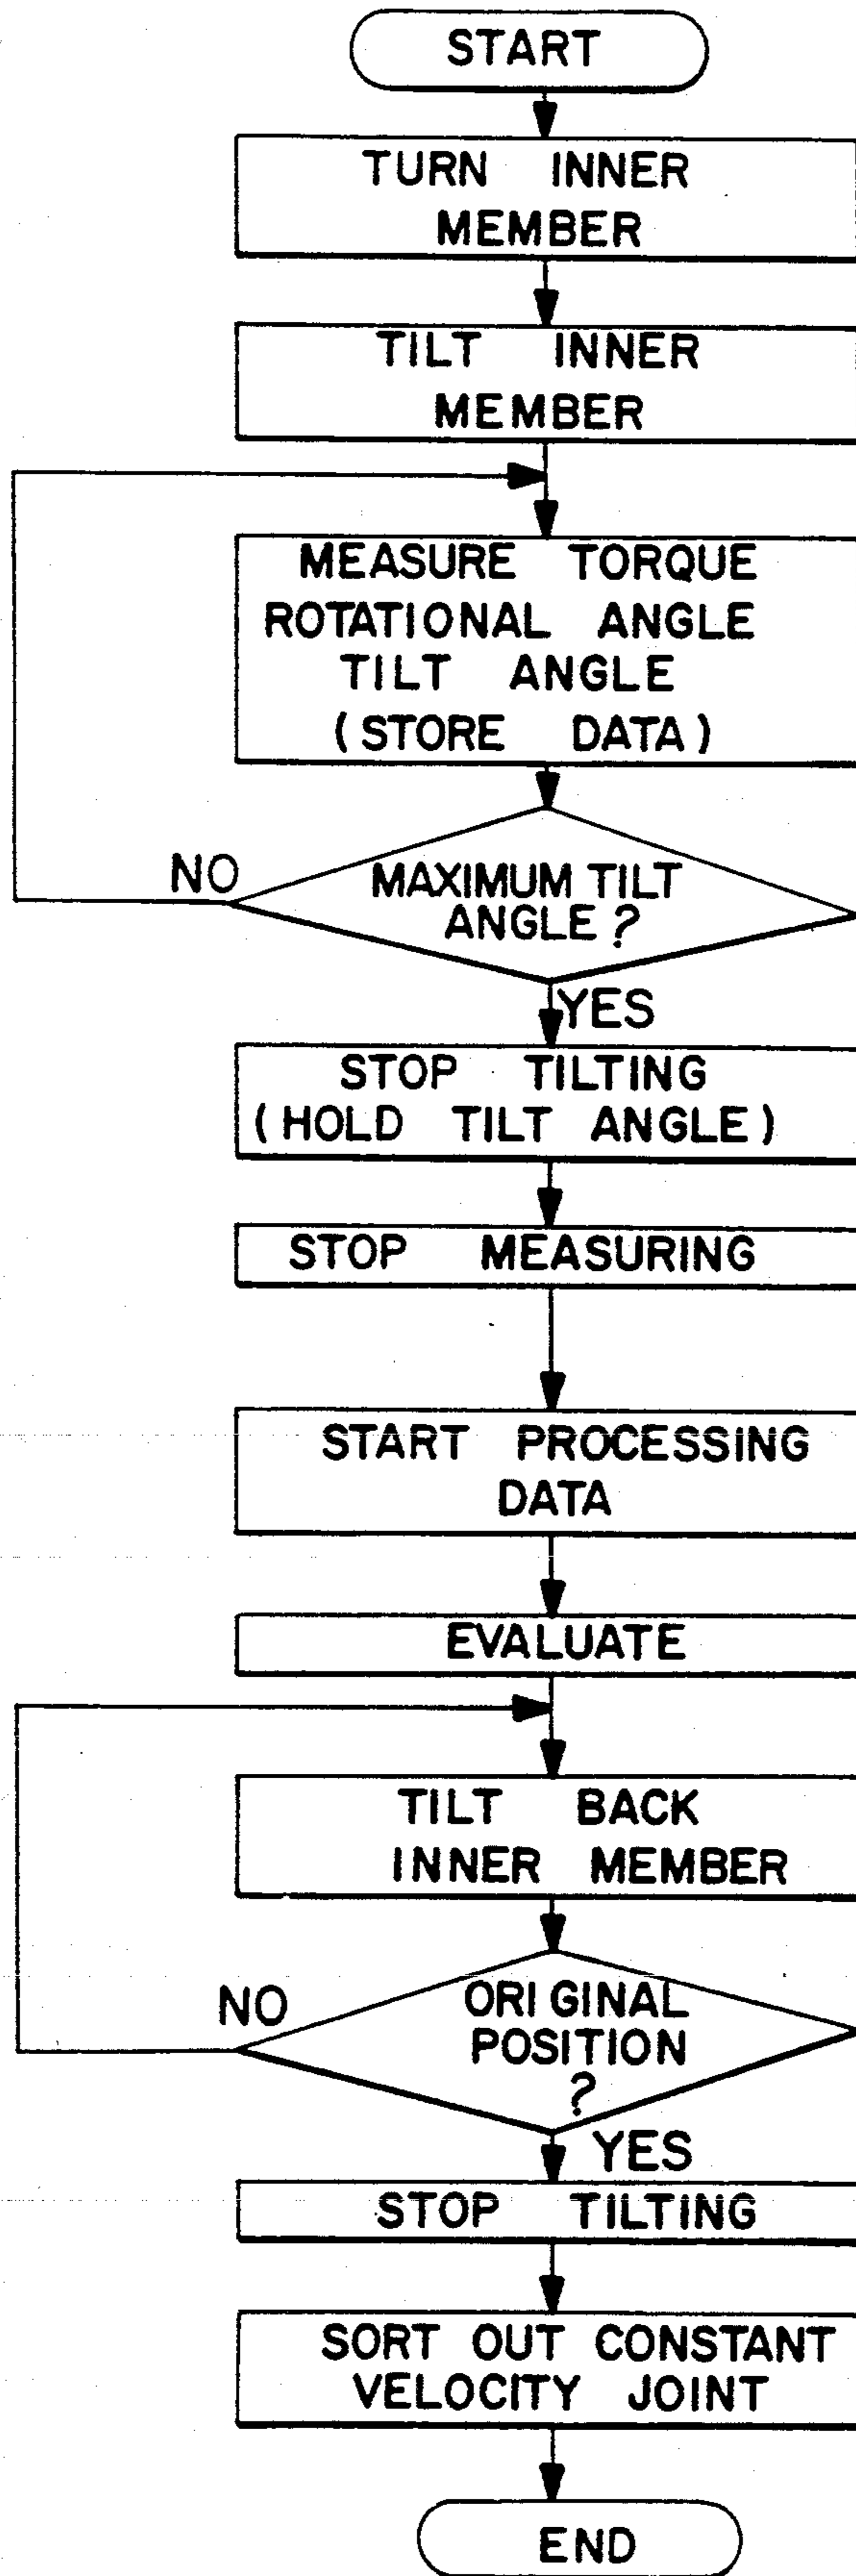 START
TURN INNER
MEMBER
TILT INNER
MEMBER
MEASURE TORQUE
ROTATIONAL ANGLE
TILT ANGLE
(STORE DATA)
NO
MAXIMUM TILT
ANGLE?
YES
STOP TILTING
(HOLD TILT ANGLE)
STOP MEASURING
START PROCESSING
DATA
EVALUATE
TILT BACK
INNER MEMBER
NO
ORIGINAL
POSITION
?
YES
STOP TILTING
SORT OUT CONSTANT
VELOCITY JOINT
END